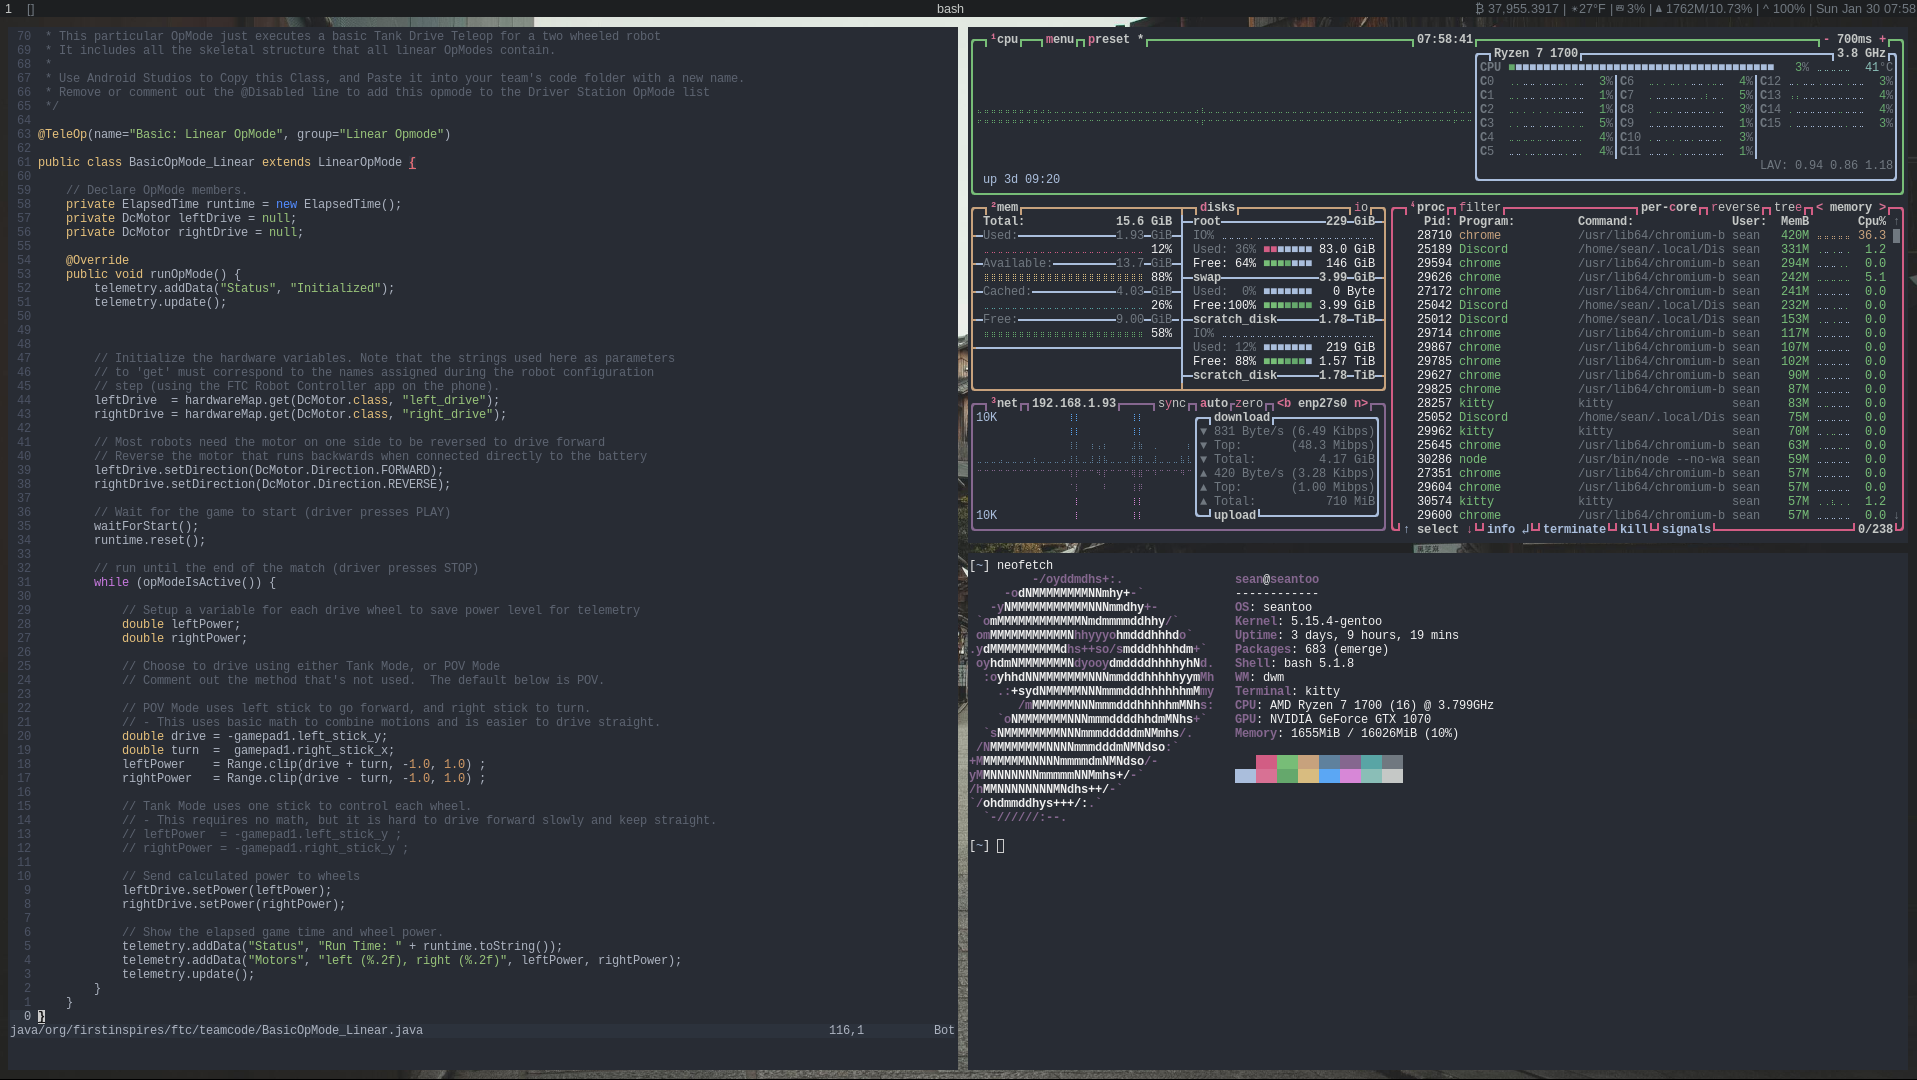 1 [] bash ₿ 37,955.3917 | ☀27°F | 3% | 1762M/10.73% | ^ 100% | Sun Jan 30 07:58
70 * This particular OpMode just executes a basic Tank Drive Teleop for a two wheeled robot
69 * It includes all the skeletal structure that all linear OpModes contain.
68 *
67 * Use Android Studios to Copy this Class, and Paste it into your team's code folder with a new name.
66 * Remove or comment out the @Disabled line to add this opmode to the Driver Station OpMode list
65 */
64
63 @TeleOp(name="Basic: Linear OpMode", group="Linear Opmode")
62
61 public class BasicOpMode_Linear extends LinearOpMode {
60
59     // Declare OpMode members.
58     private ElapsedTime runtime = new ElapsedTime();
57     private DcMotor leftDrive = null;
56     private DcMotor rightDrive = null;
55
54     @Override
53     public void runOpMode() {
52         telemetry.addData("Status", "Initialized");
51         telemetry.update();
50
49
48
47         // Initialize the hardware variables. Note that the strings used here as parameters
46         // to 'get' must correspond to the names assigned during the robot configuration
45         // step (using the FTC Robot Controller app on the phone).
44         leftDrive  = hardwareMap.get(DcMotor.class, "left_drive");
43         rightDrive = hardwareMap.get(DcMotor.class, "right_drive");
42
41         // Most robots need the motor on one side to be reversed to drive forward
40         // Reverse the motor that runs backwards when connected directly to the battery
39         leftDrive.setDirection(DcMotor.Direction.FORWARD);
38         rightDrive.setDirection(DcMotor.Direction.REVERSE);
37
36         // Wait for the game to start (driver presses PLAY)
35         waitForStart();
34         runtime.reset();
33
32         // run until the end of the match (driver presses STOP)
31         while (opModeIsActive()) {
30
29             // Setup a variable for each drive wheel to save power level for telemetry
28             double leftPower;
27             double rightPower;
26
25             // Choose to drive using either Tank Mode, or POV Mode
24             // Comment out the method that's not used.  The default below is POV.
23
22             // POV Mode uses left stick to go forward, and right stick to turn.
21             // - This uses basic math to combine motions and is easier to drive straight.
20             double drive = -gamepad1.left_stick_y;
19             double turn  =  gamepad1.right_stick_x;
18             leftPower    = Range.clip(drive + turn, -1.0, 1.0) ;
17             rightPower   = Range.clip(drive - turn, -1.0, 1.0) ;
16
15             // Tank Mode uses one stick to control each wheel.
14             // - This requires no math, but it is hard to drive forward slowly and keep straight.
13             // leftPower  = -gamepad1.left_stick_y ;
12             // rightPower = -gamepad1.right_stick_y ;
11
10             // Send calculated power to wheels
9             leftDrive.setPower(leftPower);
8             rightDrive.setPower(rightPower);
7
6             // Show the elapsed game time and wheel power.
5             telemetry.addData("Status", "Run Time: " + runtime.toString());
4             telemetry.addData("Motors", "left (%.2f), right (%.2f)", leftPower, rightPower);
3             telemetry.update();
2         }
1     }
0 }
java/org/firstinspires/ftc/teamcode/BasicOpMode_Linear.java 116,1 Bot
¹cpu menu preset * 07:58:41 - 700ms +
Ryzen 7 1700 3.8 GHz
CPU 3% 41°C
C0 3% C6 4% C12 3%
C1 1% C7 5% C13 4%
C2 1% C8 3% C14 4%
C3 5% C9 1% C15 3%
C4 4% C10 3%
C5 4% C11 1%
LAV: 0.94 0.86 1.18
up 3d 09:20
²mem
Total: 15.6 GiB
Used: 1.93 GiB
12%
Available: 13.7 GiB
88%
Cached: 4.03 GiB
26%
Free: 9.00 GiB
58%
disks io
root 229 GiB
IO%
Used: 36% 83.0 GiB
Free: 64% 146 GiB
swap 3.99 GiB
Used: 0% 0 Byte
Free:100% 3.99 GiB
scratch_disk 1.78 TiB
IO%
Used: 12% 219 GiB
Free: 88% 1.57 TiB
scratch_disk 1.78 TiB
³net 192.168.1.93 sync auto zero <b enp27s0 n>
10K
10K
download
▼ 831 Byte/s (6.49 Kibps)
▼ Top: (48.3 Mibps)
▼ Total: 4.17 GiB
▲ 420 Byte/s (3.28 Kibps)
▲ Top: (1.00 Mibps)
▲ Total: 710 MiB
upload
⁴proc filter per-core reverse tree < memory >
Pid: Program: Command: User: MemB Cpu% ↑
28710 chrome /usr/lib64/chromium-b sean 420M 36.3
25189 Discord /home/sean/.local/Dis sean 331M 1.2
29594 chrome /usr/lib64/chromium-b sean 294M 0.0
29626 chrome /usr/lib64/chromium-b sean 242M 5.1
27172 chrome /usr/lib64/chromium-b sean 241M 0.0
25042 Discord /home/sean/.local/Dis sean 232M 0.0
25012 Discord /home/sean/.local/Dis sean 153M 0.0
29714 chrome /usr/lib64/chromium-b sean 117M 0.0
29867 chrome /usr/lib64/chromium-b sean 107M 0.0
29785 chrome /usr/lib64/chromium-b sean 102M 0.0
29627 chrome /usr/lib64/chromium-b sean 90M 0.0
29825 chrome /usr/lib64/chromium-b sean 87M 0.0
28257 kitty kitty sean 83M 0.0
25052 Discord /home/sean/.local/Dis sean 75M 0.0
29962 kitty kitty sean 70M 0.0
25645 chrome /usr/lib64/chromium-b sean 63M 0.0
30286 node /usr/bin/node --no-wa sean 59M 0.0
27351 chrome /usr/lib64/chromium-b sean 57M 0.0
29604 chrome /usr/lib64/chromium-b sean 57M 0.0
30574 kitty kitty sean 57M 1.2
29600 chrome /usr/lib64/chromium-b sean 57M 0.0 ↓
↑ select ↓ info ↲ terminate kill signals 0/238
[~] neofetch
sean@seantoo
------------
OS: seantoo
Kernel: 5.15.4-gentoo
Uptime: 3 days, 9 hours, 19 mins
Packages: 683 (emerge)
Shell: bash 5.1.8
WM: dwm
Terminal: kitty
CPU: AMD Ryzen 7 1700 (16) @ 3.799GHz
GPU: NVIDIA GeForce GTX 1070
Memory: 1655MiB / 16026MiB (10%)
[~]